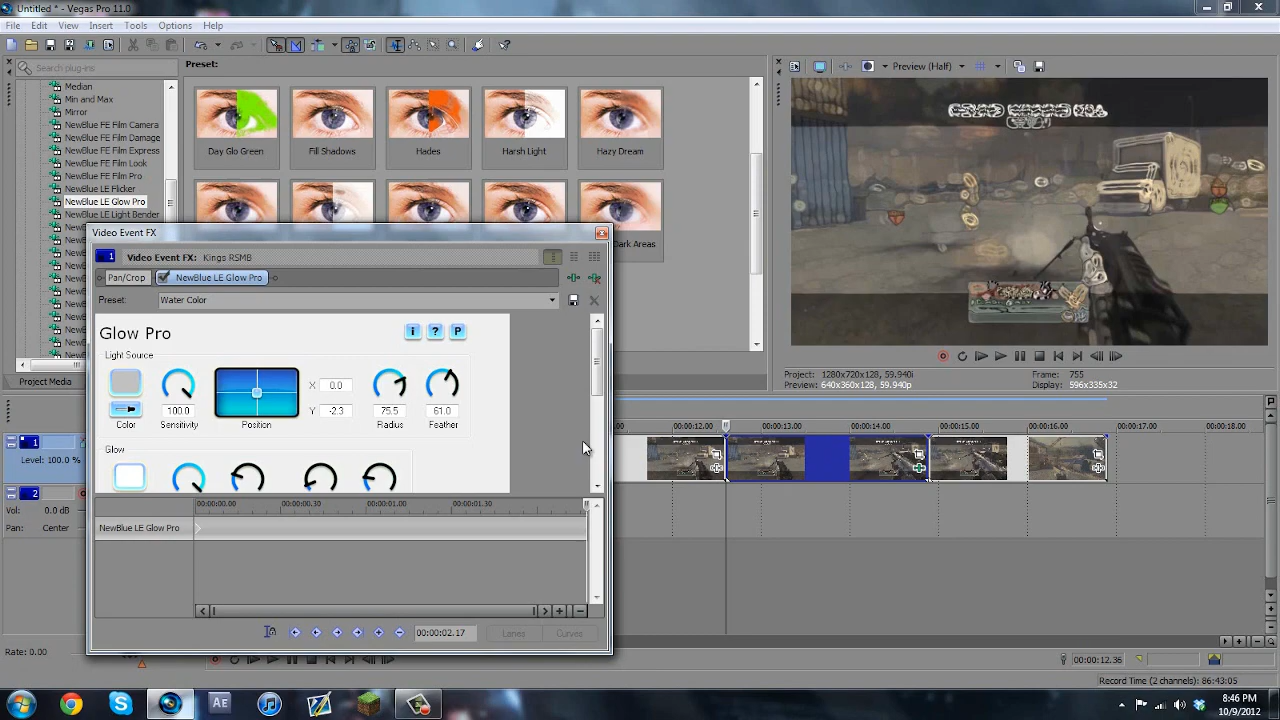 Untitled * - Vegas Pro 11.0
File Edit View Insert Tools Options Help
Search plug-ins
Preset:
Preview (Half)
Median
Min and Max
Mirror
NewBlue FE Film Camera
NewBlue FE Film Damage
NewBlue FE Film Express
NewBlue FE Film Look
NewBlue FE Film Pro
NewBlue LE Flicker
NewBlue LE Glow Pro
NewBlue LE Light Bender
Day Glo Green
Fill Shadows
Hades
Harsh Light
Hazy Dream
Dark Areas
Project Media
Video Event FX
1 Video Event FX: Kings RSMB
Pan/Crop NewBlue LE Glow Pro
Preset: Water Color
Glow Pro
i ? P
Light Source
X 0.0
Y -2.3
100.0 75.5 61.0
Color Sensitivity Position Radius Feather
Glow
00:00:00.00 00:00:00.30 00:00:01.00 00:00:01.30
NewBlue LE Glow Pro
00:00:02.17 Lanes Curves
Project: 1280x720x128, 59.940i
Preview: 640x360x128, 59.940p
Frame: 755
Display: 596x335x32
00:00:12.00 00:00:13.00 00:00:14.00 00:00:15.00 00:00:16.00 00:00:17.00 00:00:18.00
1
Level: 100.0 %
2
Vol: 0.0 dB
Pan: Center
Rate: 0.00
00:00:12.36
Record Time (2 channels): 86:43:05
AE
8:46 PM
10/9/2012